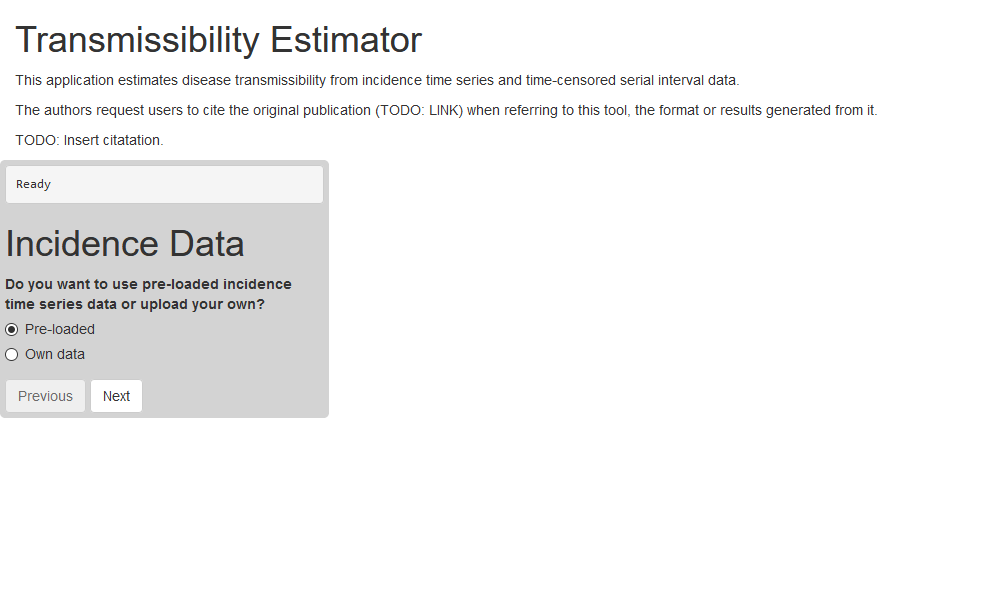 Transmissibility Estimator
This application estimates disease transmissibility from incidence time series and time-censored serial interval data.
The authors request users to cite the original publication (TODO: LINK) when referring to this tool, the format or results generated from it.
TODO: Insert citatation.
Ready
Incidence Data
Do you want to use pre-loaded incidence
time series data or upload your own?
Pre-loaded
Own data
Previous Next